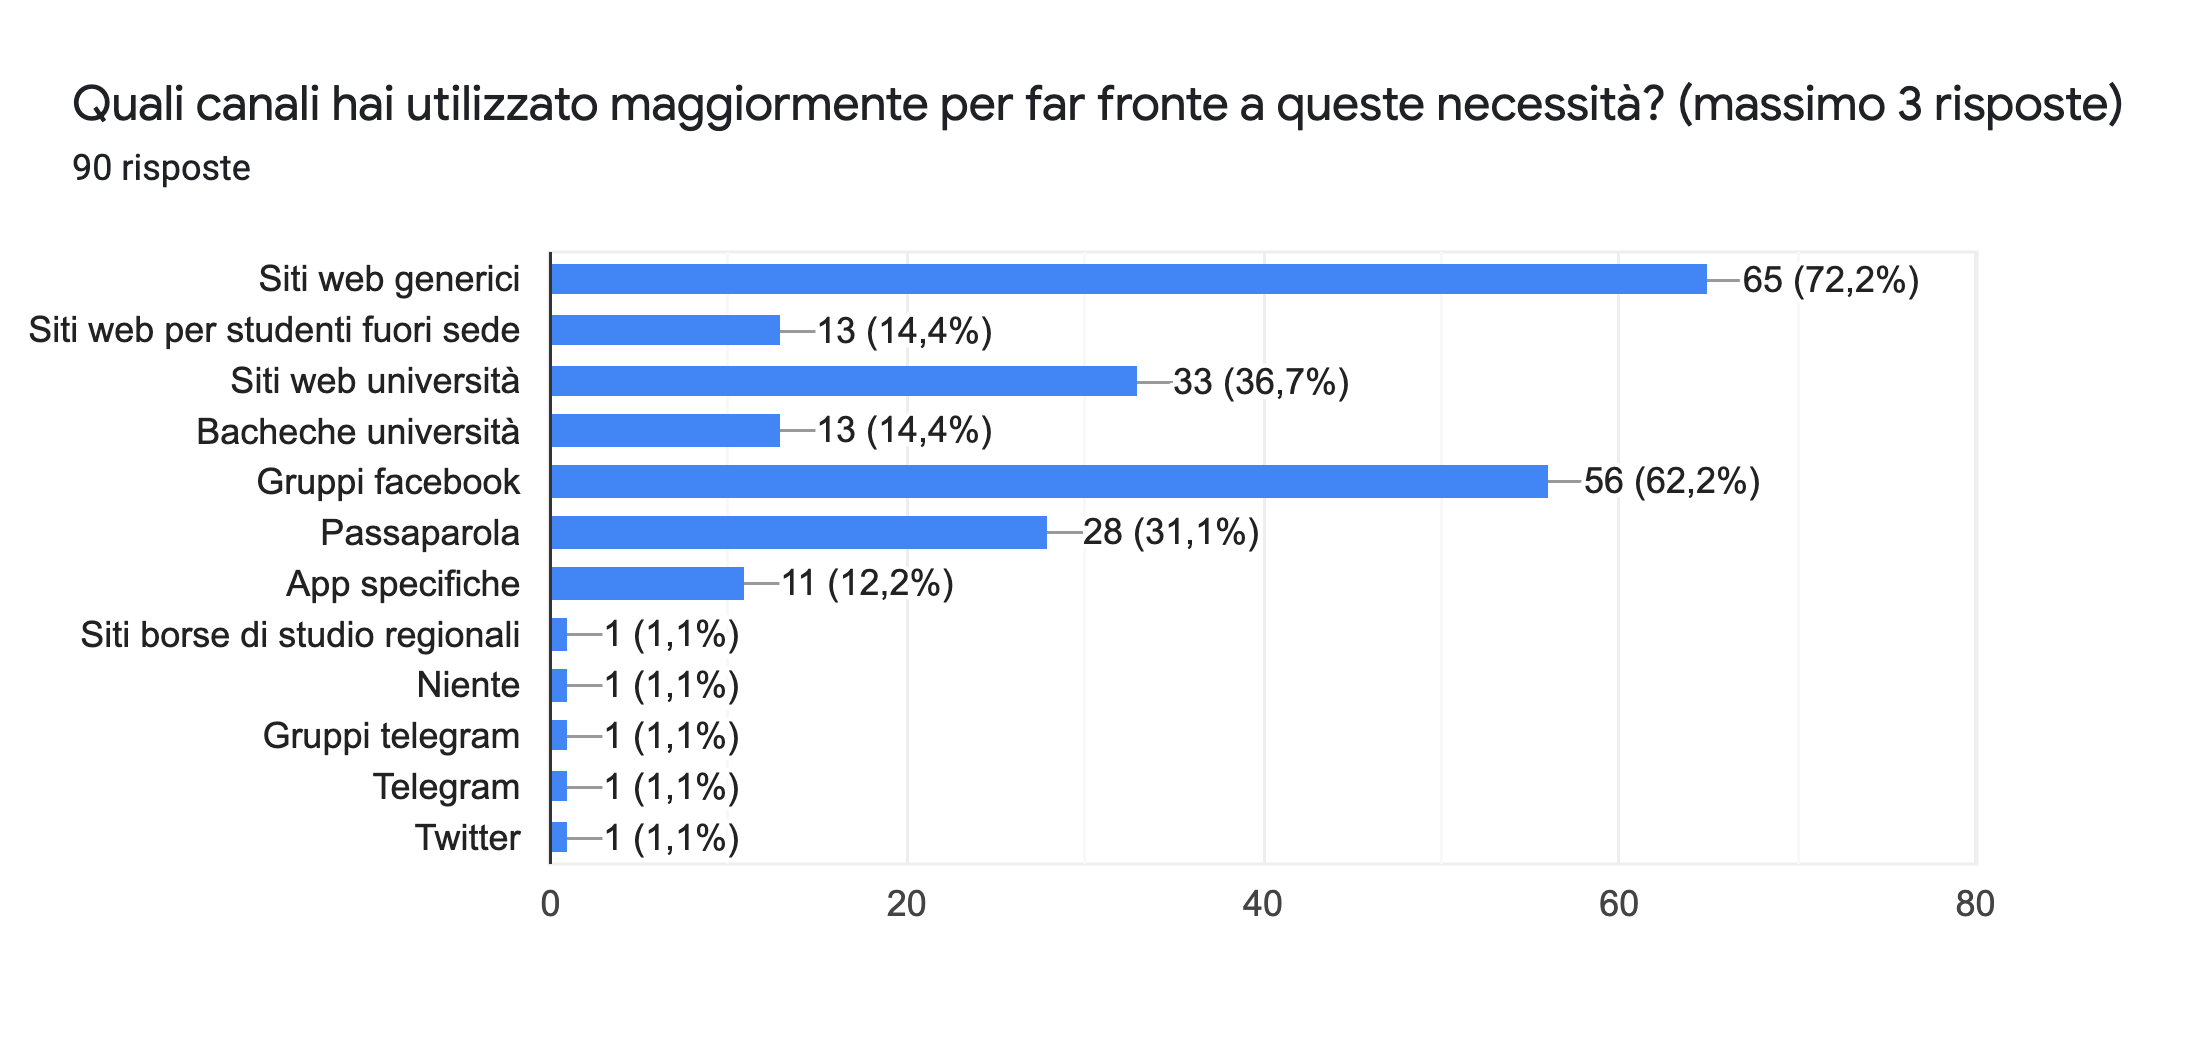 Quali canali hai utilizzato maggiormente per far fronte a queste necessità? (massimo 3 risposte)
90 risposte
Siti web generici 65 (72,2%)
Siti web per studenti fuori sede 13 (14,4%)
Siti web università 33 (36,7%)
Bacheche università 13 (14,4%)
Gruppi facebook 56 (62,2%)
Passaparola 28 (31,1%)
App specifiche 11 (12,2%)
Siti borse di studio regionali 1 (1,1%)
Niente 1 (1,1%)
Gruppi telegram 1 (1,1%)
Telegram 1 (1,1%)
Twitter 1 (1,1%)
0 20 40 60 80